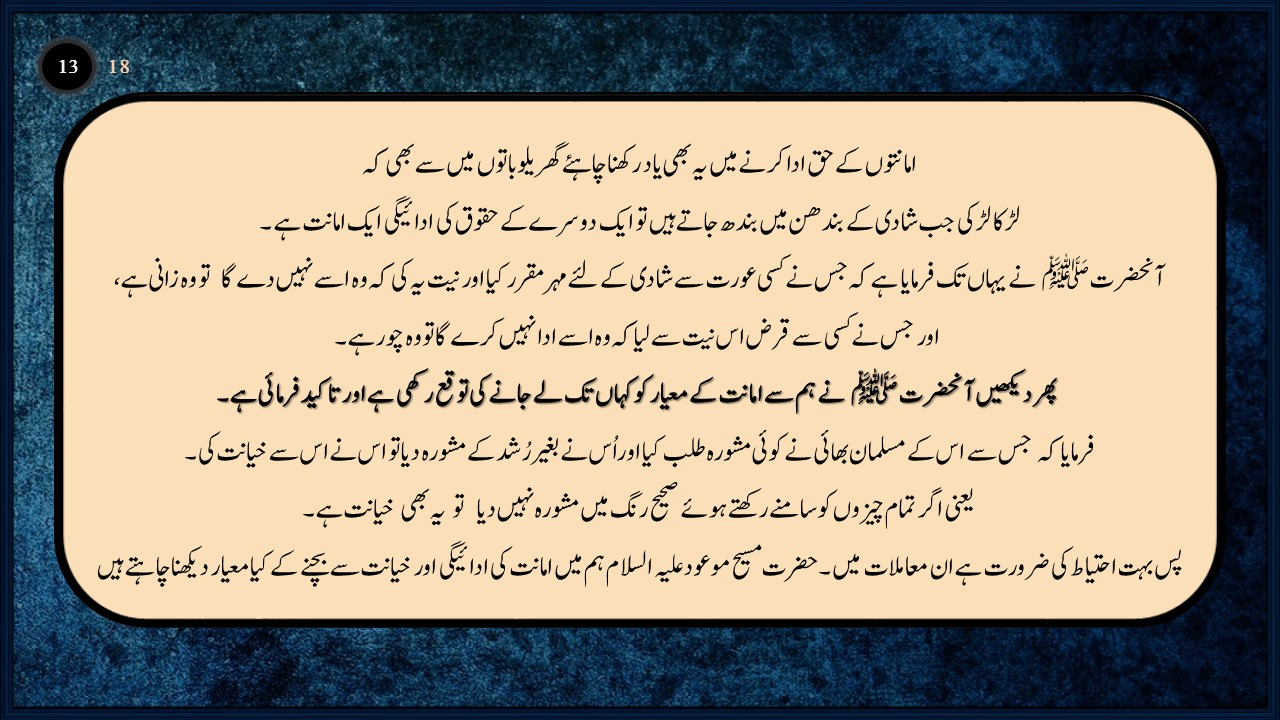 13 18
امانتوں کے حق ادا کرنے میں یہ بھی یاد رکھنا چاہئے گھریلو باتوں میں سے بھی کہ
لڑکا لڑکی جب شادی کے بندھن میں بندھ جاتے ہیں تو ایک دوسرے کے حقوق کی ادائیگی ایک امانت ہے۔
آنحضرت ﷺ نے یہاں تک فرمایا ہے کہ جس نے کسی عورت سے شادی کے لئے مہر مقرر کیا اور نیت یہ کی کہ وہ اسے نہیں دے گا تو وہ زانی ہے،
اور جس نے کسی سے قرض اس نیت سے لیا کہ وہ اسے ادا نہیں کرے گا تو وہ چور ہے۔
پھر دیکھیں آنحضرت ﷺ نے ہم سے امانت کے معیار کو کہاں تک لے جانے کی توقع رکھی ہے اور تاکید فرمائی ہے۔
فرمایا کہ جس سے اس کے مسلمان بھائی نے کوئی مشورہ طلب کیا اور اُس نے بغیر رُشد کے مشورہ دیا تو اس نے اس سے خیانت کی۔
یعنی اگر تمام چیزوں کو سامنے رکھتے ہوئے صحیح رنگ میں مشورہ نہیں دیا تو یہ بھی خیانت ہے۔
پس بہت احتیاط کی ضرورت ہے ان معاملات میں۔ حضرت مسیح موعود علیہ السلام ہم میں امانت کی ادائیگی اور خیانت سے بچنے کے کیا معیار دیکھنا چاہتے ہیں